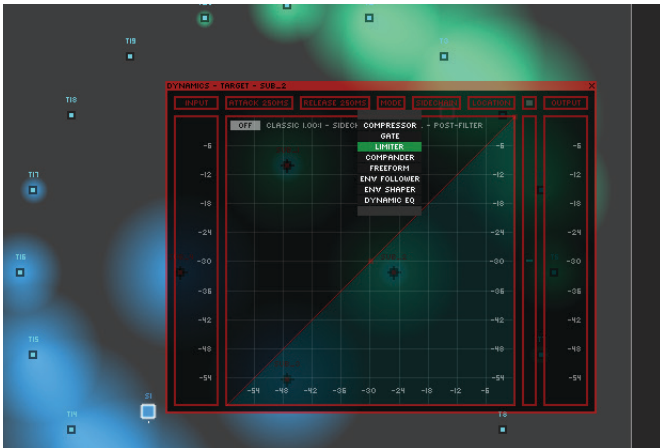 T19
T18
T17
T16
T15
T14
S1
T8
DYNAMICS - TARGET - SUB_2 X
INPUT ATTACK 250MS RELEASE 250MS MODE SIDECHAIN LOCATION OUTPUT
OFF CLASSIC 1.00:1 - SIDECH - POST-FILTER
COMPRESSOR
GATE
LIMITER
COMPANDER
FREEFORM
ENV FOLLOWER
ENV SHAPER
DYNAMIC EQ
-6 -6 -6
-12 -12 -12
-18 -18 -18
-24 -24 -24
-30 -30 -30
-36 -36 -36
-42 -42 -42
-48 -48 -48
-54 -54 -54
-54 -48 -42 -36 -30 -24 -18 -12 -6